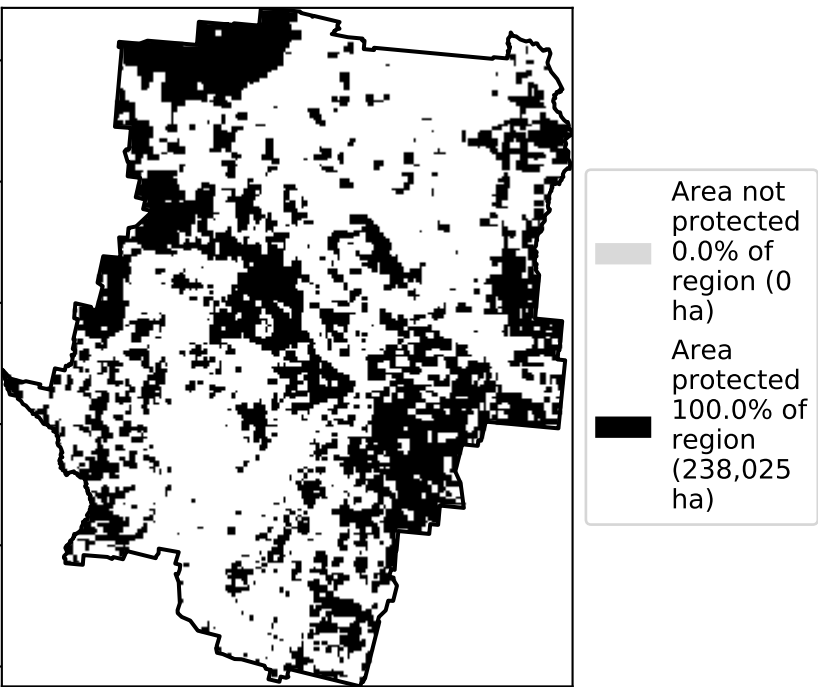 Area not
protected
0.0% of
region (0
ha)
Area
protected
100.0% of
region
(238,025
ha)